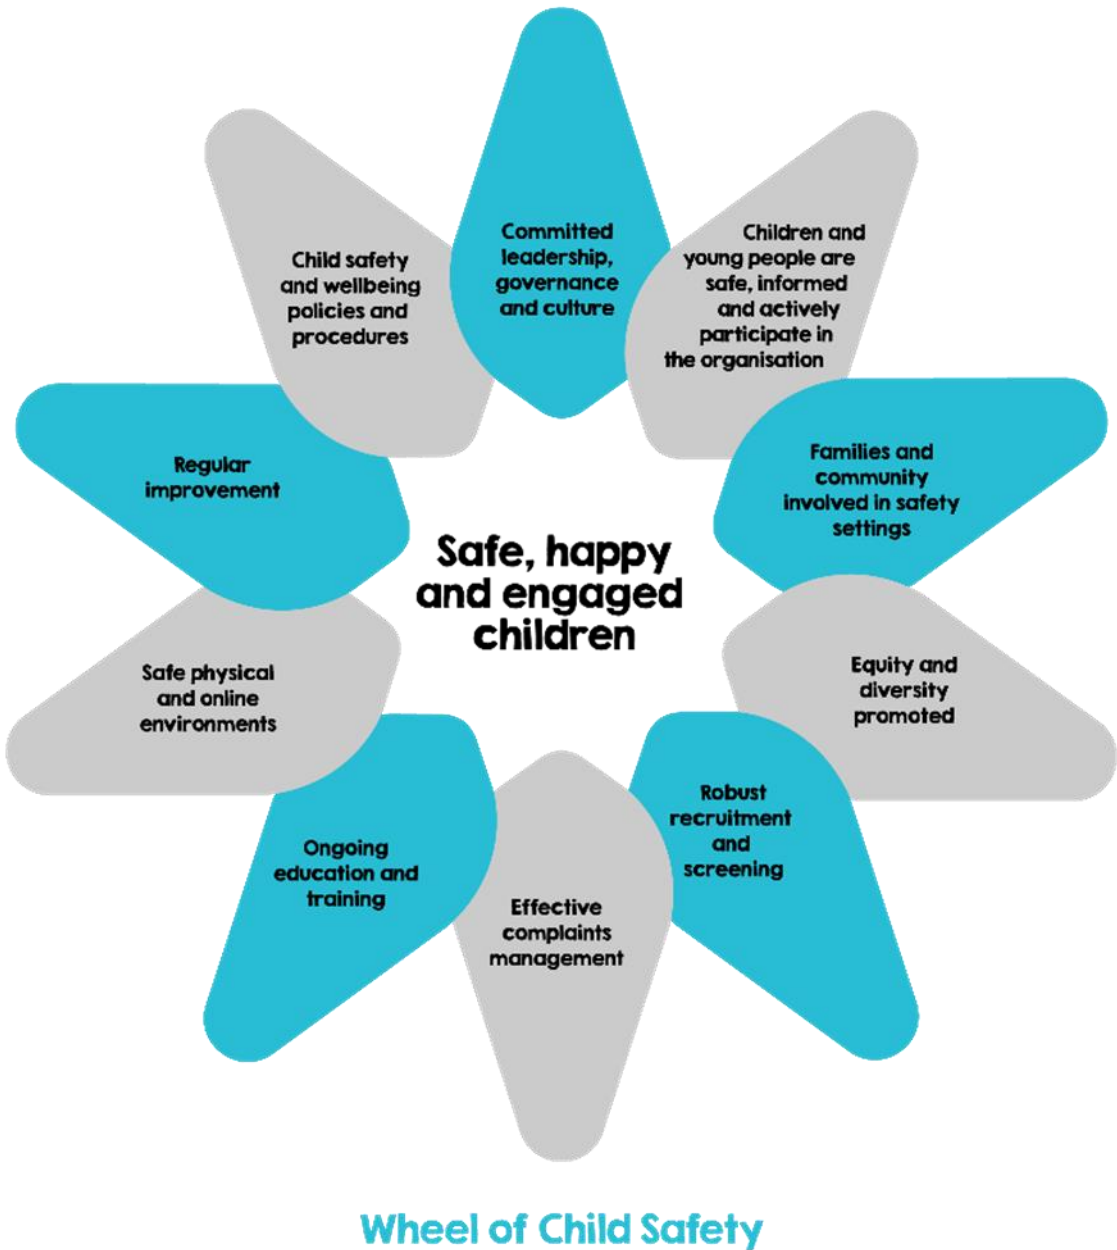 Committed
leadership,
governance
and culture
Children and
young people are
safe, informed
and actively
participate in
the organisation
Families and
community
involved in safety
settings
Equity and
diversity
promoted
Robust
recruitment
and
screening
Effective
complaints
management
Ongoing
education and
training
Safe physical
and online
environments
Regular
improvement
Child safety
and wellbeing
policies and
procedures
Safe, happy
and engaged
children
Wheel of Child Safety